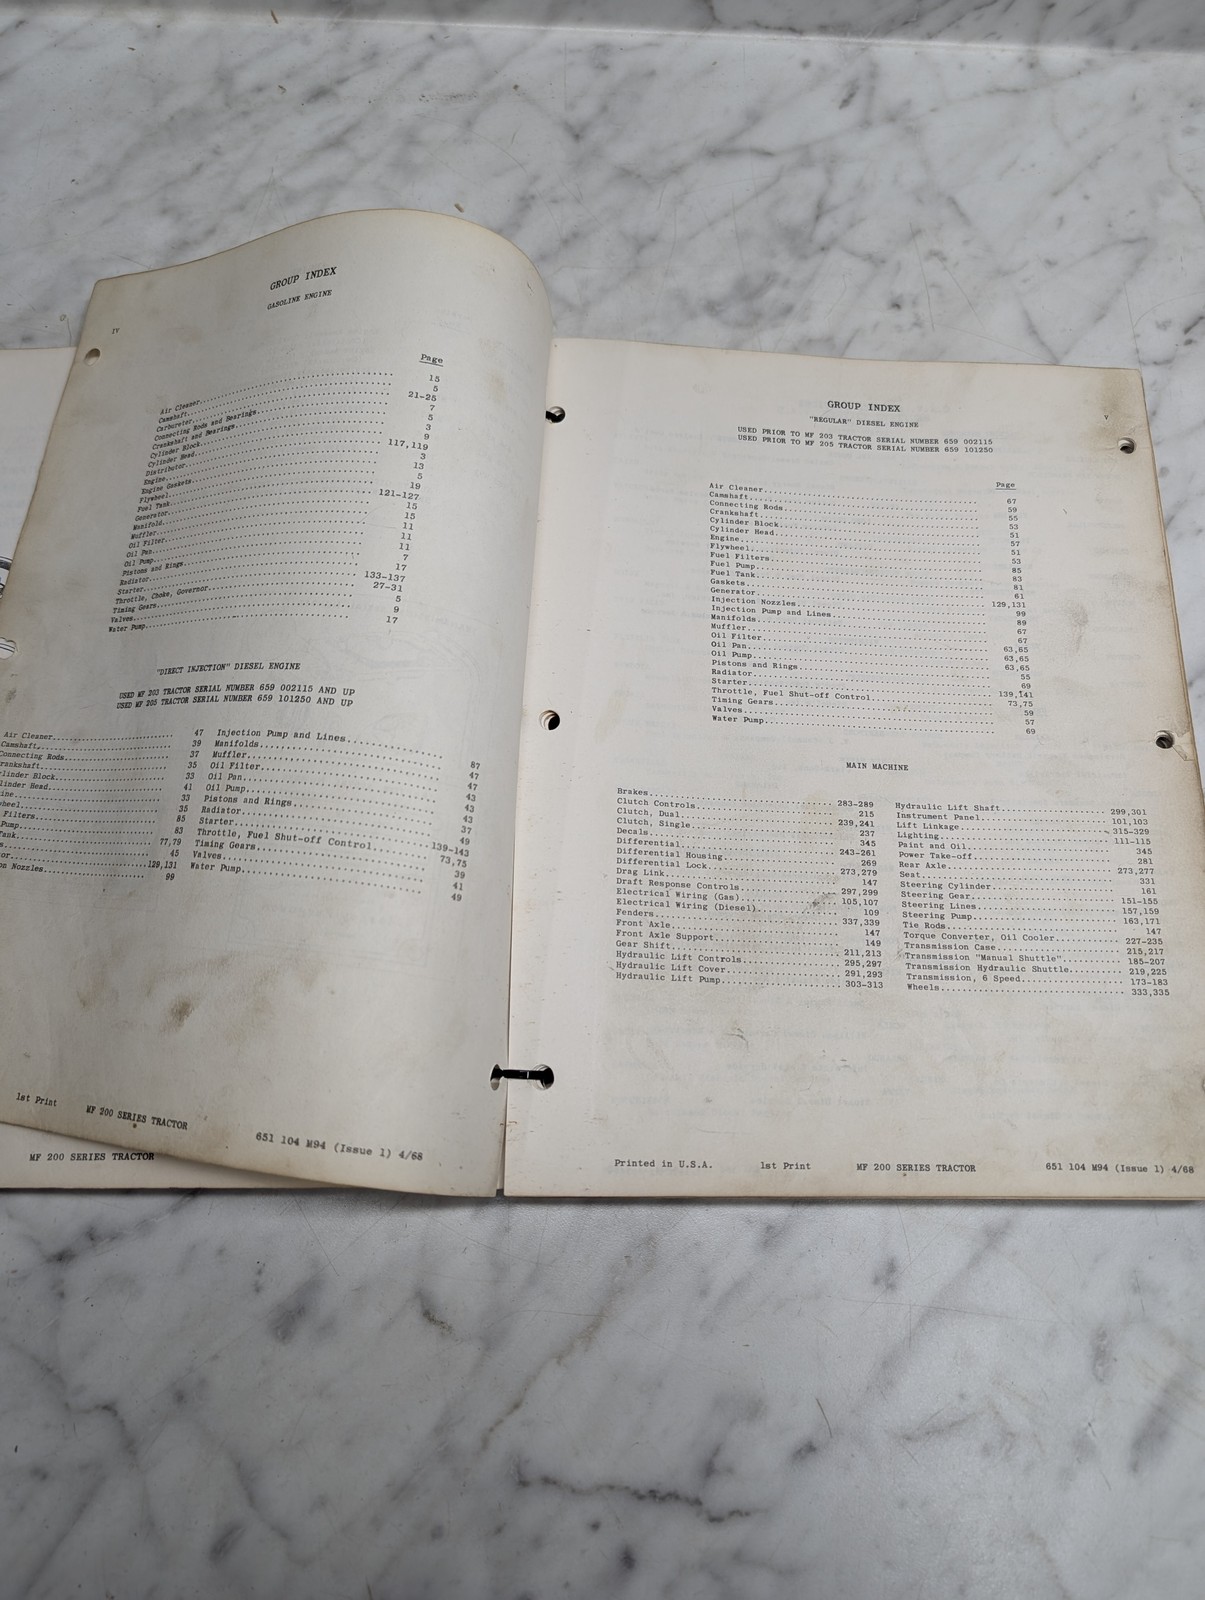 IV
GROUP INDEX
GASOLINE ENGINE
Page
Air Cleaner 15
Camshaft 5
Carbureter 21-25
Connecting Rods and Bearings 7
Crankshaft and Bearings 5
Cylinder Block 3
Cylinder Head 9
Distributor 117,119
Engine 3
Engine Gaskets 13
Flywheel 5
Fuel Tank 19
Generator 121-127
Manifold 15
Muffler 15
Oil Filter 11
Oil Pan 11
Oil Pump 11
Pistons and Rings 7
Radiator 17
Starter 133-137
Throttle, Choke, Governor 27-31
Timing Gears 5
Valves 9
Water Pump 17
"DIRECT INJECTION" DIESEL ENGINE
USED MF 203 TRACTOR SERIAL NUMBER 659 002115 AND UP
USED MF 205 TRACTOR SERIAL NUMBER 659 101250 AND UP
Air Cleaner 47
Camshaft 39
Connecting Rods 37
rankshaft 35
linder Block 33
linder Head 41
ine 33
wheel 35
Filters 85
Pump 83
Tank 77,79
s 45
or 129,131
on Nozzles 99
Injection Pump and Lines 87
Manifolds 47
Muffler 47
Oil Filter 43
Oil Pan 43
Oil Pump 43
Pistons and Rings 37
Radiator 49
Starter 139-143
Throttle, Fuel Shut-off Control 73,75
Timing Gears 39
Valves 41
Water Pump 49
1st Print MF 200 SERIES TRACTOR 651 104 M94 (Issue 1) 4/68
MF 200 SERIES TRACTOR
V
GROUP INDEX
"REGULAR" DIESEL ENGINE
USED PRIOR TO MF 203 TRACTOR SERIAL NUMBER 659 002115
USED PRIOR TO MF 205 TRACTOR SERIAL NUMBER 659 101250
Page
Air Cleaner 67
Camshaft 59
Connecting Rods 55
Crankshaft 53
Cylinder Block 51
Cylinder Head 57
Engine 51
Flywheel 53
Fuel Filters 85
Fuel Pump 83
Fuel Tank 81
Gaskets 61
Generator 129,131
Injection Nozzles 99
Injection Pump and Lines 89
Manifolds 67
Muffler 67
Oil Filter 63,65
Oil Pan 63,65
Oil Pump 63,65
Pistons and Rings 55
Radiator 69
Starter 139,141
Throttle, Fuel Shut-off Control 73,75
Timing Gears 59
Valves 57
Water Pump 69
MAIN MACHINE
Brakes 283-289
Clutch Controls 215
Clutch, Dual 239,241
Clutch, Single 237
Decals 345
Differential 243-261
Differential Housing 269
Differential Lock 273,279
Drag Link 147
Draft Response Controls 297,299
Electrical Wiring (Gas) 105,107
Electrical Wiring (Diesel) 109
Fenders 337,339
Front Axle 147
Front Axle Support 149
Gear Shift 211,213
Hydraulic Lift Controls 295,297
Hydraulic Lift Cover 291,293
Hydraulic Lift Pump 303-313
Hydraulic Lift Shaft 299,301
Instrument Panel 101,103
Lift Linkage 315-329
Lighting 111-115
Paint and Oil 345
Power Take-off 281
Rear Axle 273,277
Seat 331
Steering Cylinder 161
Steering Gear 151-155
Steering Lines 157,159
Steering Pump 163,171
Tie Rods 147
Torque Converter, Oil Cooler 227-235
Transmission Case 215,217
Transmission "Manual Shuttle" 185-207
Transmission Hydraulic Shuttle 219,225
Transmission, 6 Speed 173-183
Wheels 333,335
Printed in U.S.A. 1st Print MF 200 SERIES TRACTOR 651 104 M94 (Issue 1) 4/68